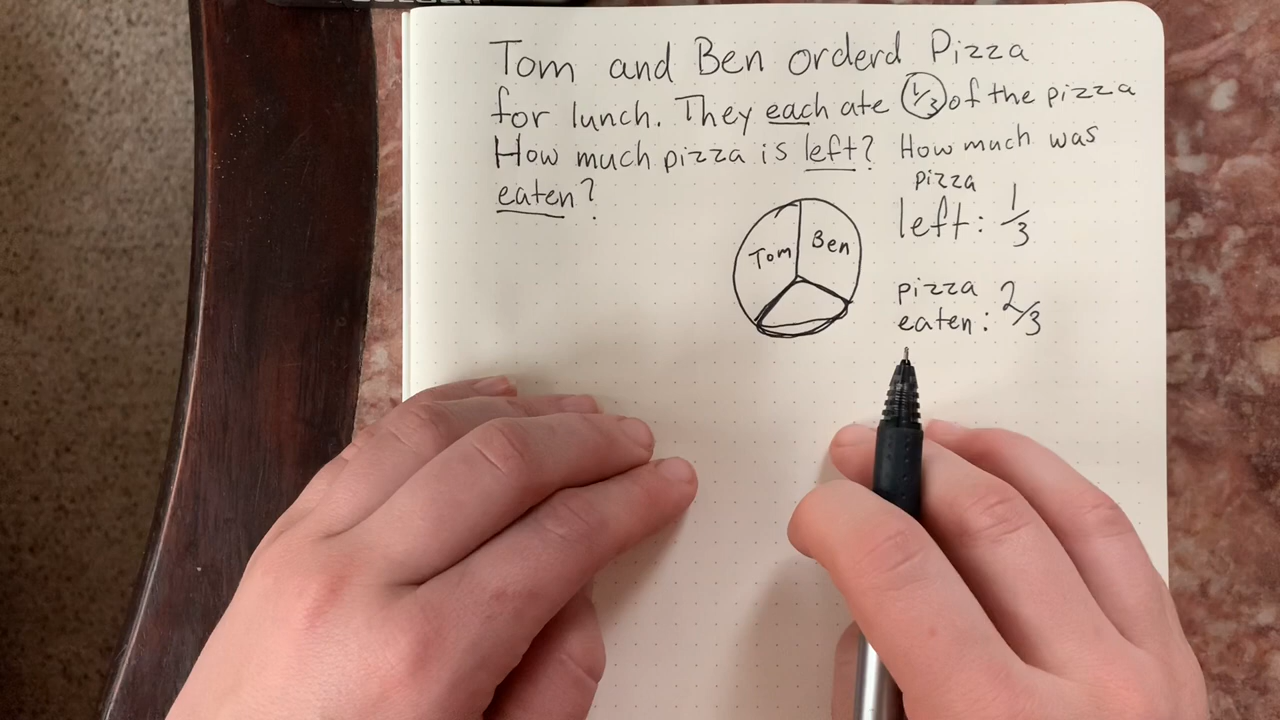 Tom and Ben orderd Pizza
for lunch. They each ate 1/3 of the pizza
How much pizza is left? How much was
eaten?
Tom Ben
pizza
left: 1/3
pizza
eaten: 2/3